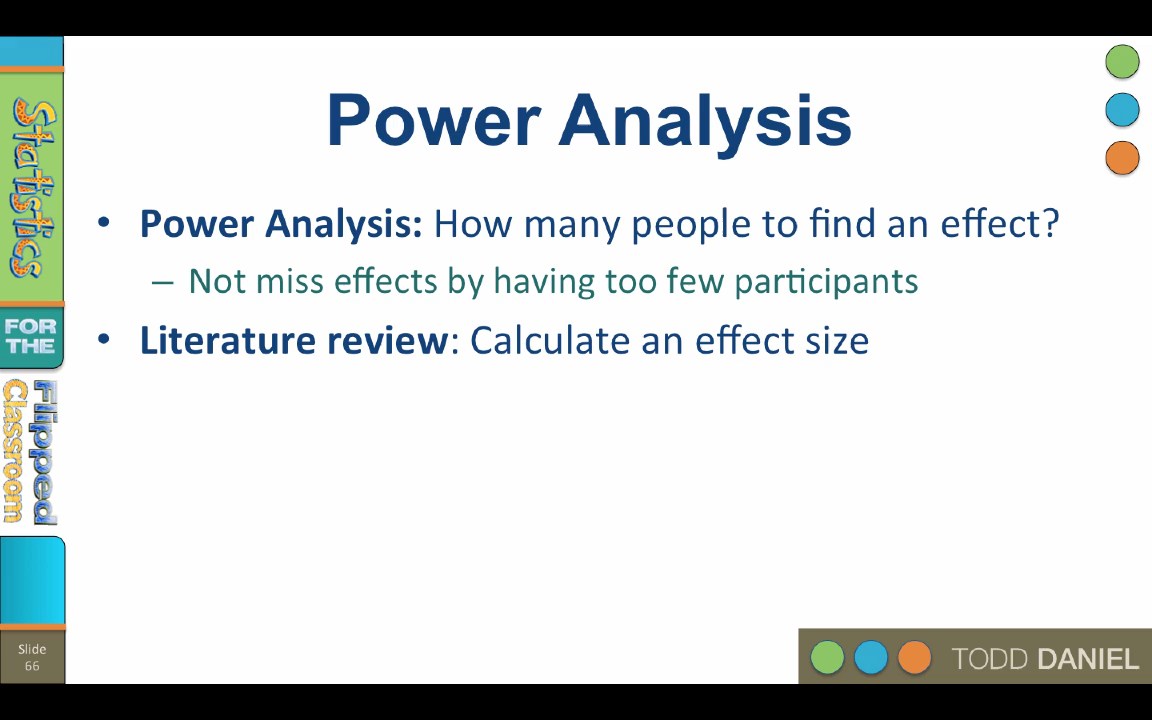 Power Analysis
• Power Analysis: How many people to find an effect?
– Not miss effects by having too few participants
• Literature review: Calculate an effect size
Statistics
FOR
THE
Flipped
Classroom
Slide
66
TODD DANIEL